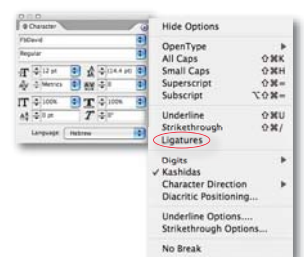 Character
FbDavid
Regular
12 pt
(14.4 pt)
Metrics
0
100%
100%
0 pt
0°
Language: Hebrew
Hide Options
OpenType
All Caps ⇧⌘K
Small Caps ⇧⌘H
Superscript ⇧⌘=
Subscript ⌥⇧⌘=
Underline ⇧⌘U
Strikethrough ⇧⌘/
Ligatures
Digits
✓ Kashidas
Character Direction
Diacritic Positioning...
Underline Options....
Strikethrough Options...
No Break